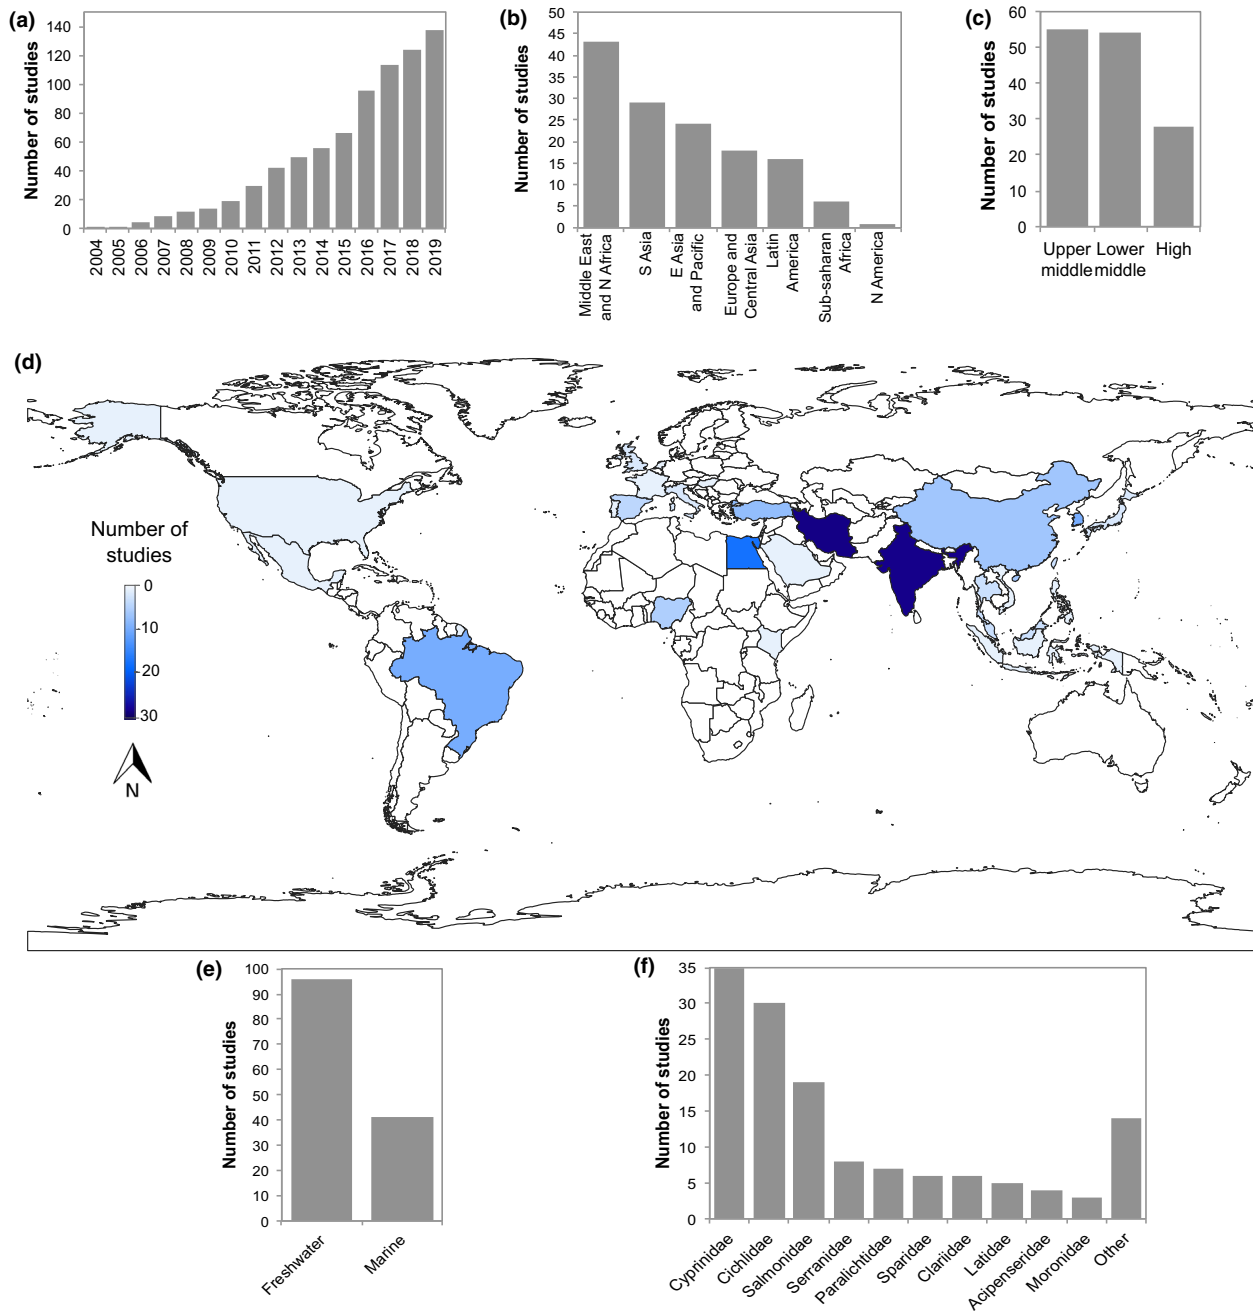 (a)
Number of studies
140
120
100
80
60
40
20
0
2004
2005
2006
2007
2008
2009
2010
2011
2012
2013
2014
2015
2016
2017
2018
2019
(b)
Number of studies
50
45
40
35
30
25
20
15
10
5
0
Middle East
and N Africa
S Asia
E Asia
and Pacific
Europe and
Central Asia
Latin
America
Sub-saharan
Africa
N America
(c)
Number of studies
60
50
40
30
20
10
0
Upper
middle
Lower
middle
High
(d)
Number of
studies
0
10
20
30
N
(e)
Number of studies
100
90
80
70
60
50
40
30
20
10
0
Freshwater
Marine
(f)
Number of studies
35
30
25
20
15
10
5
0
Cyprinidae
Cichlidae
Salmonidae
Serranidae
Paralichtidae
Sparidae
Clariidae
Latidae
Acipenseridae
Moronidae
Other